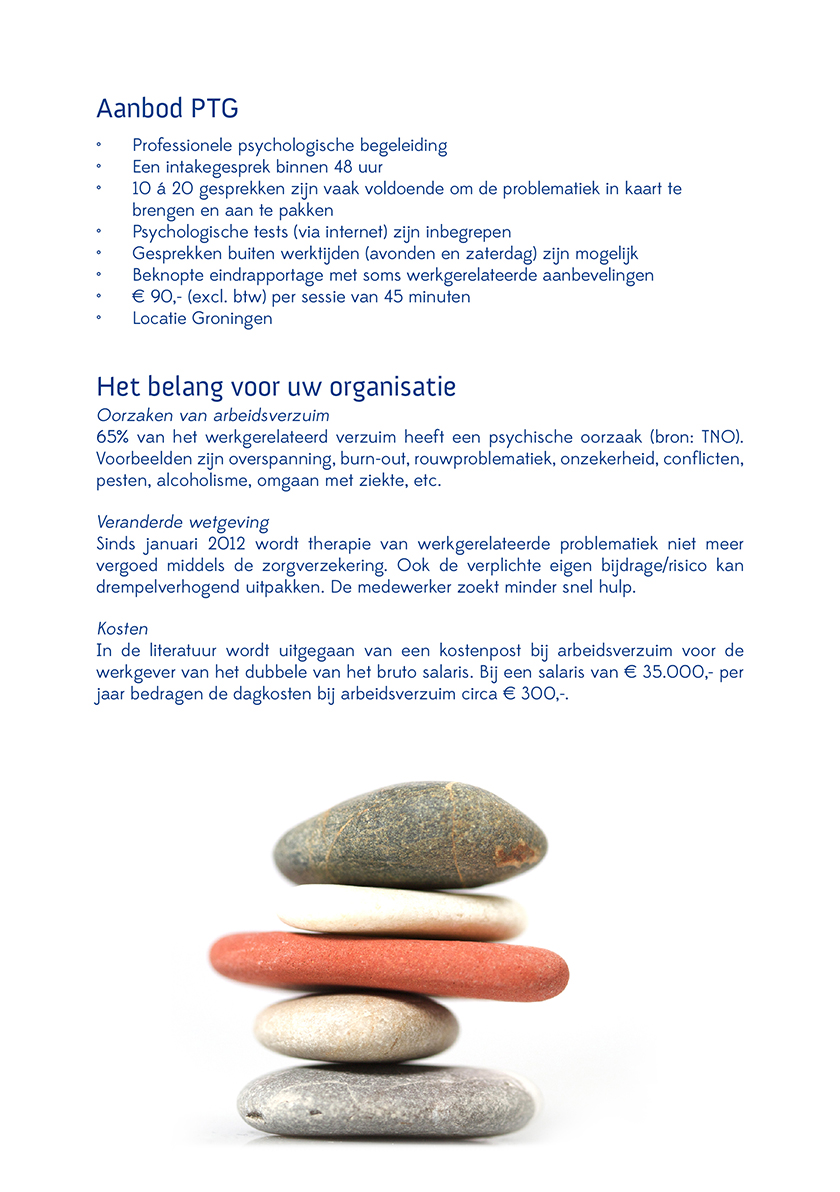 Aanbod PTG
° Professionele psychologische begeleiding
° Een intakegesprek binnen 48 uur
° 10 á 20 gesprekken zijn vaak voldoende om de problematiek in kaart te
brengen en aan te pakken
° Psychologische tests (via internet) zijn inbegrepen
° Gesprekken buiten werktijden (avonden en zaterdag) zijn mogelijk
° Beknopte eindrapportage met soms werkgerelateerde aanbevelingen
° € 90,- (excl. btw) per sessie van 45 minuten
° Locatie Groningen
Het belang voor uw organisatie
Oorzaken van arbeidsverzuim
65% van het werkgerelateerd verzuim heeft een psychische oorzaak (bron: TNO).
Voorbeelden zijn overspanning, burn-out, rouwproblematiek, onzekerheid, conflicten,
pesten, alcoholisme, omgaan met ziekte, etc.
Veranderde wetgeving
Sinds januari 2012 wordt therapie van werkgerelateerde problematiek niet meer
vergoed middels de zorgverzekering. Ook de verplichte eigen bijdrage/risico kan
drempelverhogend uitpakken. De medewerker zoekt minder snel hulp.
Kosten
In de literatuur wordt uitgegaan van een kostenpost bij arbeidsverzuim voor de
werkgever van het dubbele van het bruto salaris. Bij een salaris van € 35.000,- per
jaar bedragen de dagkosten bij arbeidsverzuim circa € 300,-.